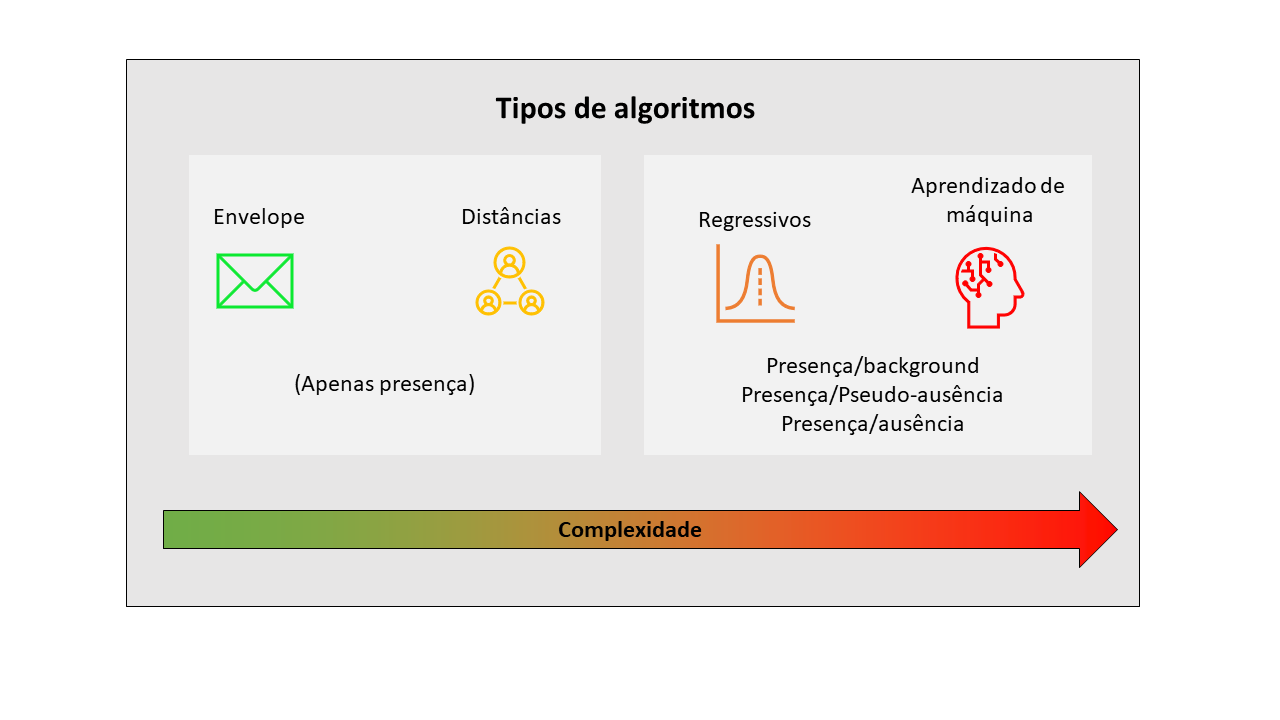 Tipos de algoritmos
Envelope
Distâncias
(Apenas presença)
Regressivos
Aprendizado de
máquina
Presença/background
Presença/Pseudo-ausência
Presença/ausência
Complexidade